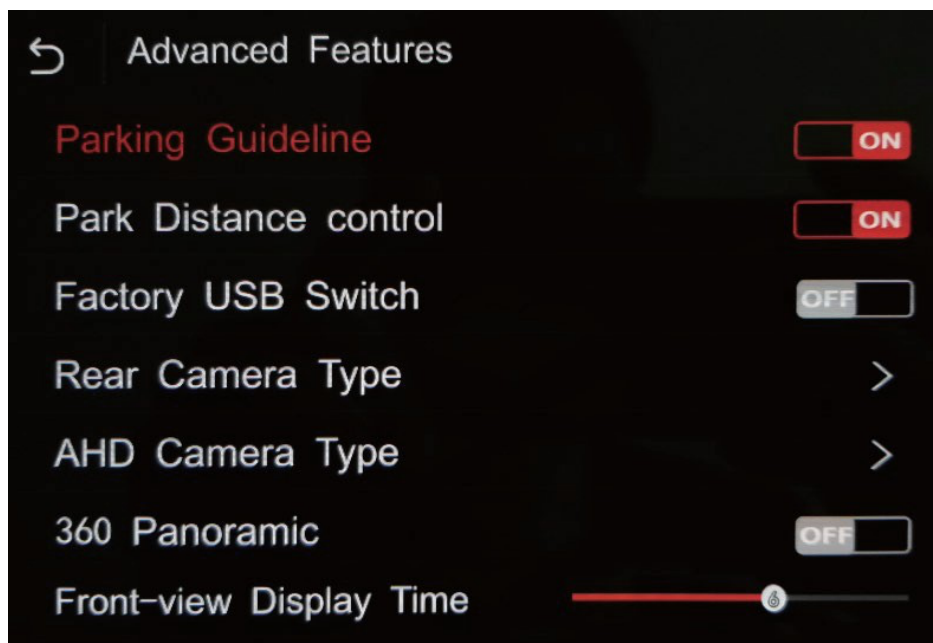 Advanced Features
Parking Guideline ON
Park Distance control ON
Factory USB Switch OFF
Rear Camera Type >
AHD Camera Type >
360 Panoramic OFF
Front-view Display Time 6